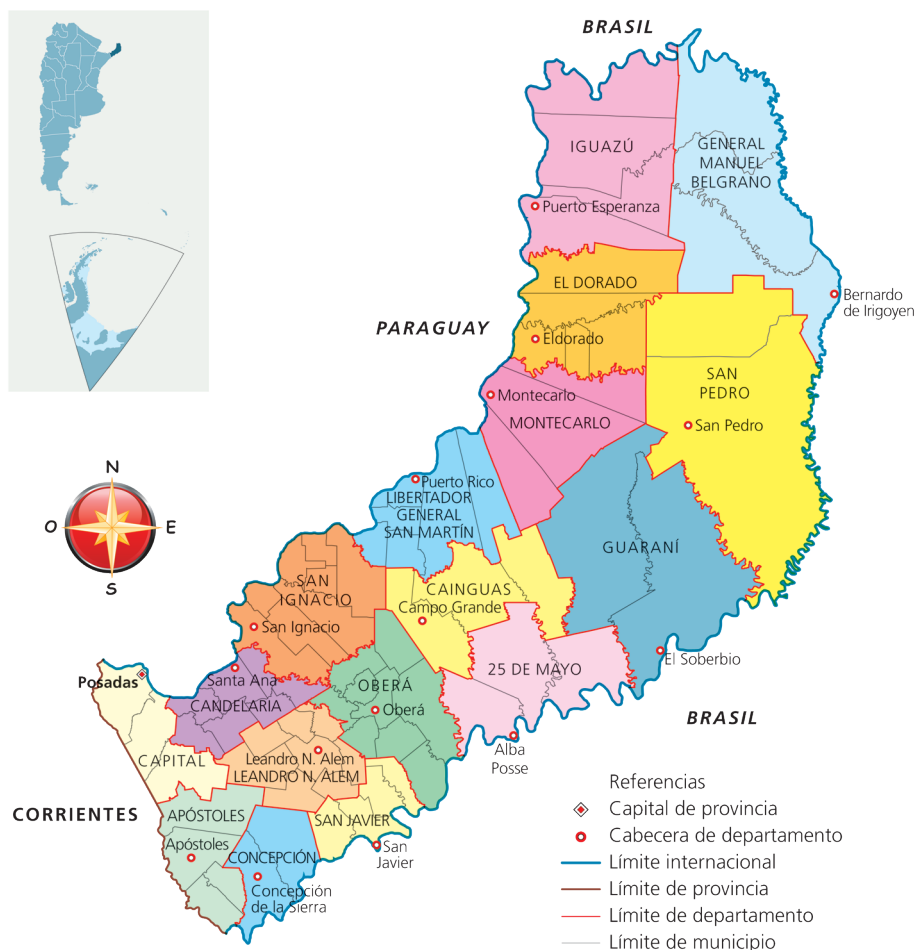 BRASIL
IGUAZÚ
GENERAL
MANUEL
BELGRANO
Puerto Esperanza
EL DORADO
Bernardo
de Irigoyen
PARAGUAY
Eldorado
SAN
PEDRO
Montecarlo
MONTECARLO
San Pedro
N
O
E
S
Puerto Rico
LIBERTADOR
GENERAL
SAN MARTÍN
GUARANÍ
SAN
IGNACIO
CAINGUAS
Campo Grande
San Ignacio
El Soberbio
25 DE MAYO
Posadas
Santa Ana
CANDELARIA
OBERÁ
Oberá
BRASIL
Alba
Posse
CAPITAL
Leandro N. Alem
LEANDRO N. ALEM
CORRIENTES
APÓSTOLES
SAN JAVIER
Apóstoles
CONCEPCIÓN
San
Javier
Concepción
de la Sierra
Referencias
Capital de provincia
Cabecera de departamento
Límite internacional
Límite de provincia
Límite de departamento
Límite de municipio